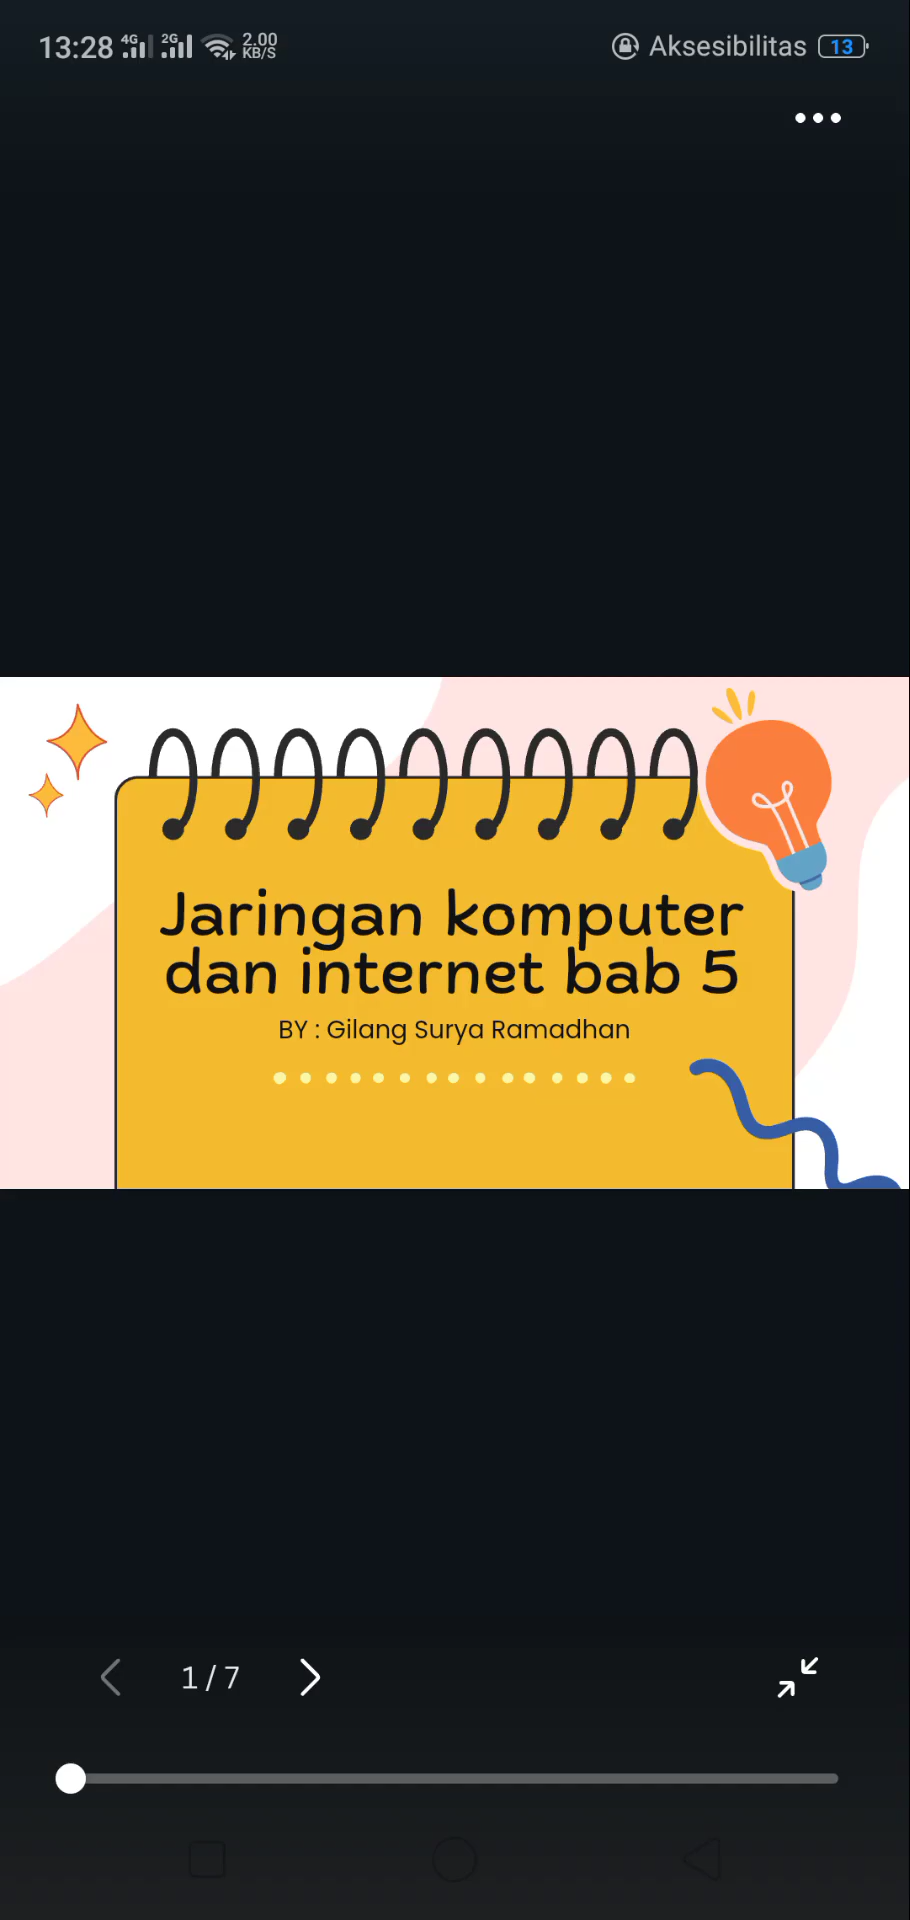 13:28 4G 2G 2.00 KB/S Aksesibilitas 13
Jaringan komputer
dan internet bab 5
BY : Gilang Surya Ramadhan
1 / 7